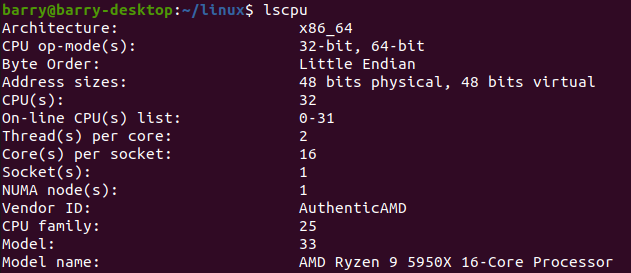 barry@barry-desktop:~/linux$ lscpu
Architecture: x86_64
CPU op-mode(s): 32-bit, 64-bit
Byte Order: Little Endian
Address sizes: 48 bits physical, 48 bits virtual
CPU(s): 32
On-line CPU(s) list: 0-31
Thread(s) per core: 2
Core(s) per socket: 16
Socket(s): 1
NUMA node(s): 1
Vendor ID: AuthenticAMD
CPU family: 25
Model: 33
Model name: AMD Ryzen 9 5950X 16-Core Processor